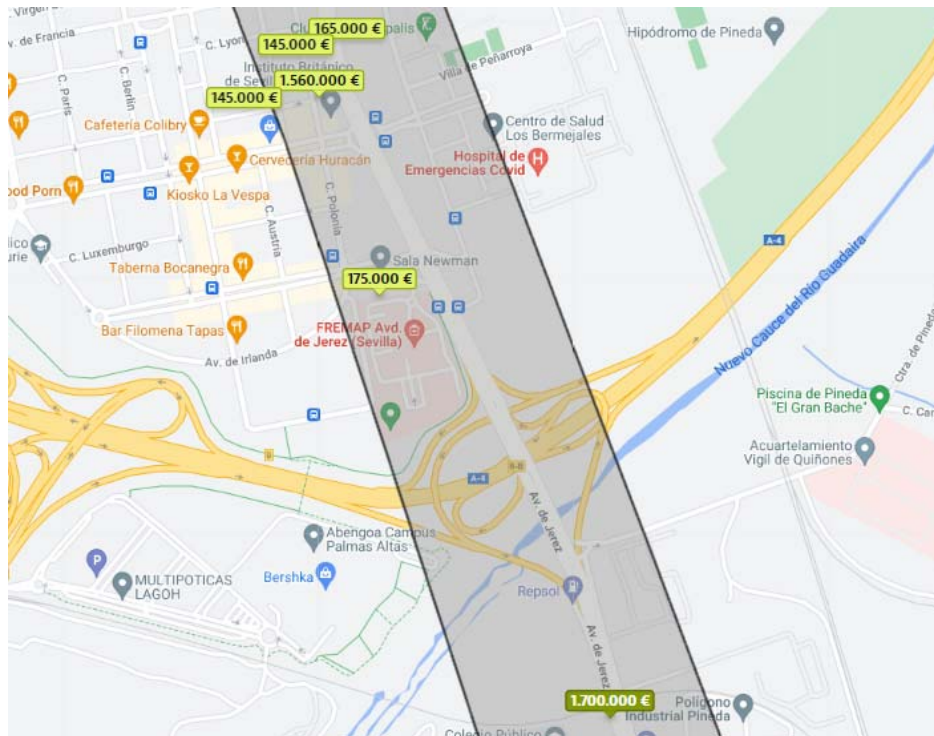 C. Virgen
165.000 €
145.000 €
Hipódromo de Pineda
Av. de Francia
C. Lyon
Instituto Británico
1.560.000 €
Villa de Peñarroya
C. París
C. Berlín
145.000 €
Cafetería Colibry
Centro de Salud
Los Bermejales
Cervecería Huracán
Hospital de
Emergencias Covid
ood Porn
Kiosko La Vespa
C. Polonia
C. Austria
C. Luxemburgo
A-4
Sala Newman
Taberna Bocanegra
175.000 €
Nuevo Cauce del Río Guadaira
Bar Filomena Tapas
FREMAP Avd.
de Jerez (Sevilla)
Av. de Irlanda
Ctra. de Pineda
Piscina de Pineda
"El Gran Bache"
C. Car
Acuartelamiento
Vigil de Quiñones
A-4
Av. de Jerez
Abengoa Campus
Palmas Altas
P
MULTIPOTICAS
LAGOH
Bershka
Repsol
Av. de Jerez
1.700.000 €
Polígono
Industrial Pineda
Colegio Público